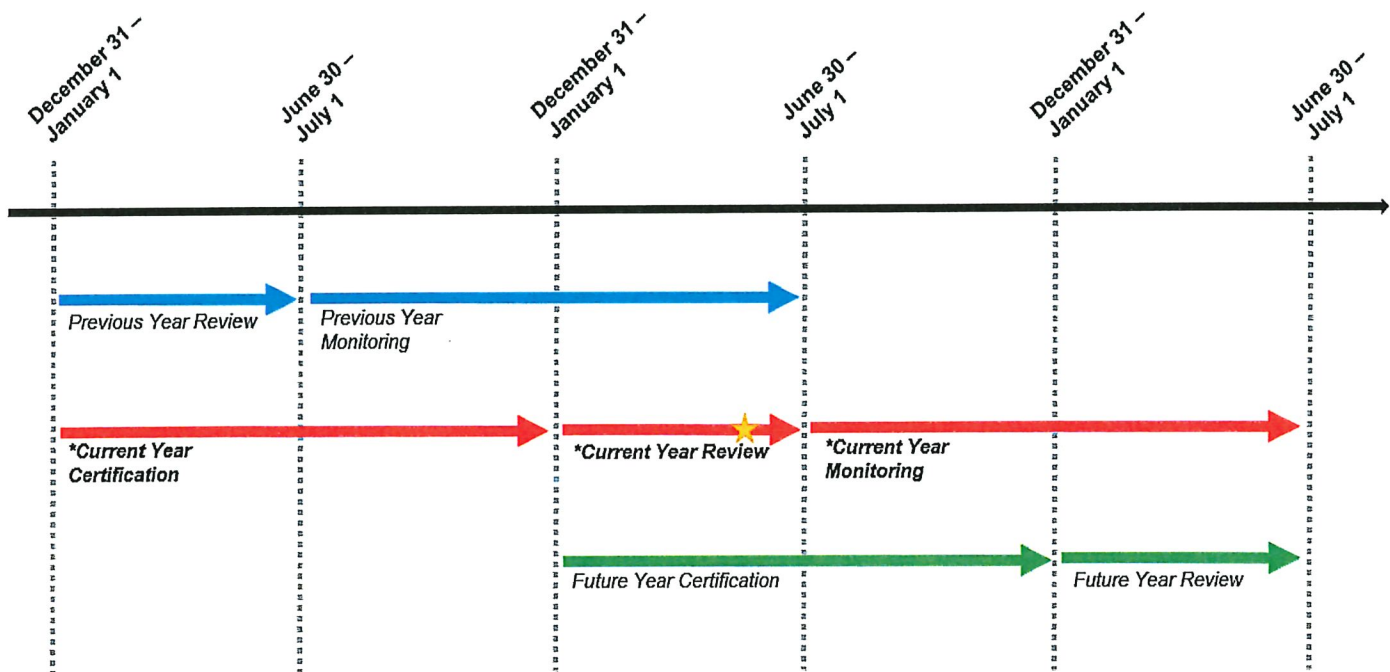 December 31 –
January 1
June 30 –
July 1
December 31 –
January 1
June 30 –
July 1
December 31 –
January 1
June 30 –
July 1
Previous Year Review
Previous Year
Monitoring
*Current Year
Certification
*Current Year Review
*Current Year
Monitoring
Future Year Certification
Future Year Review